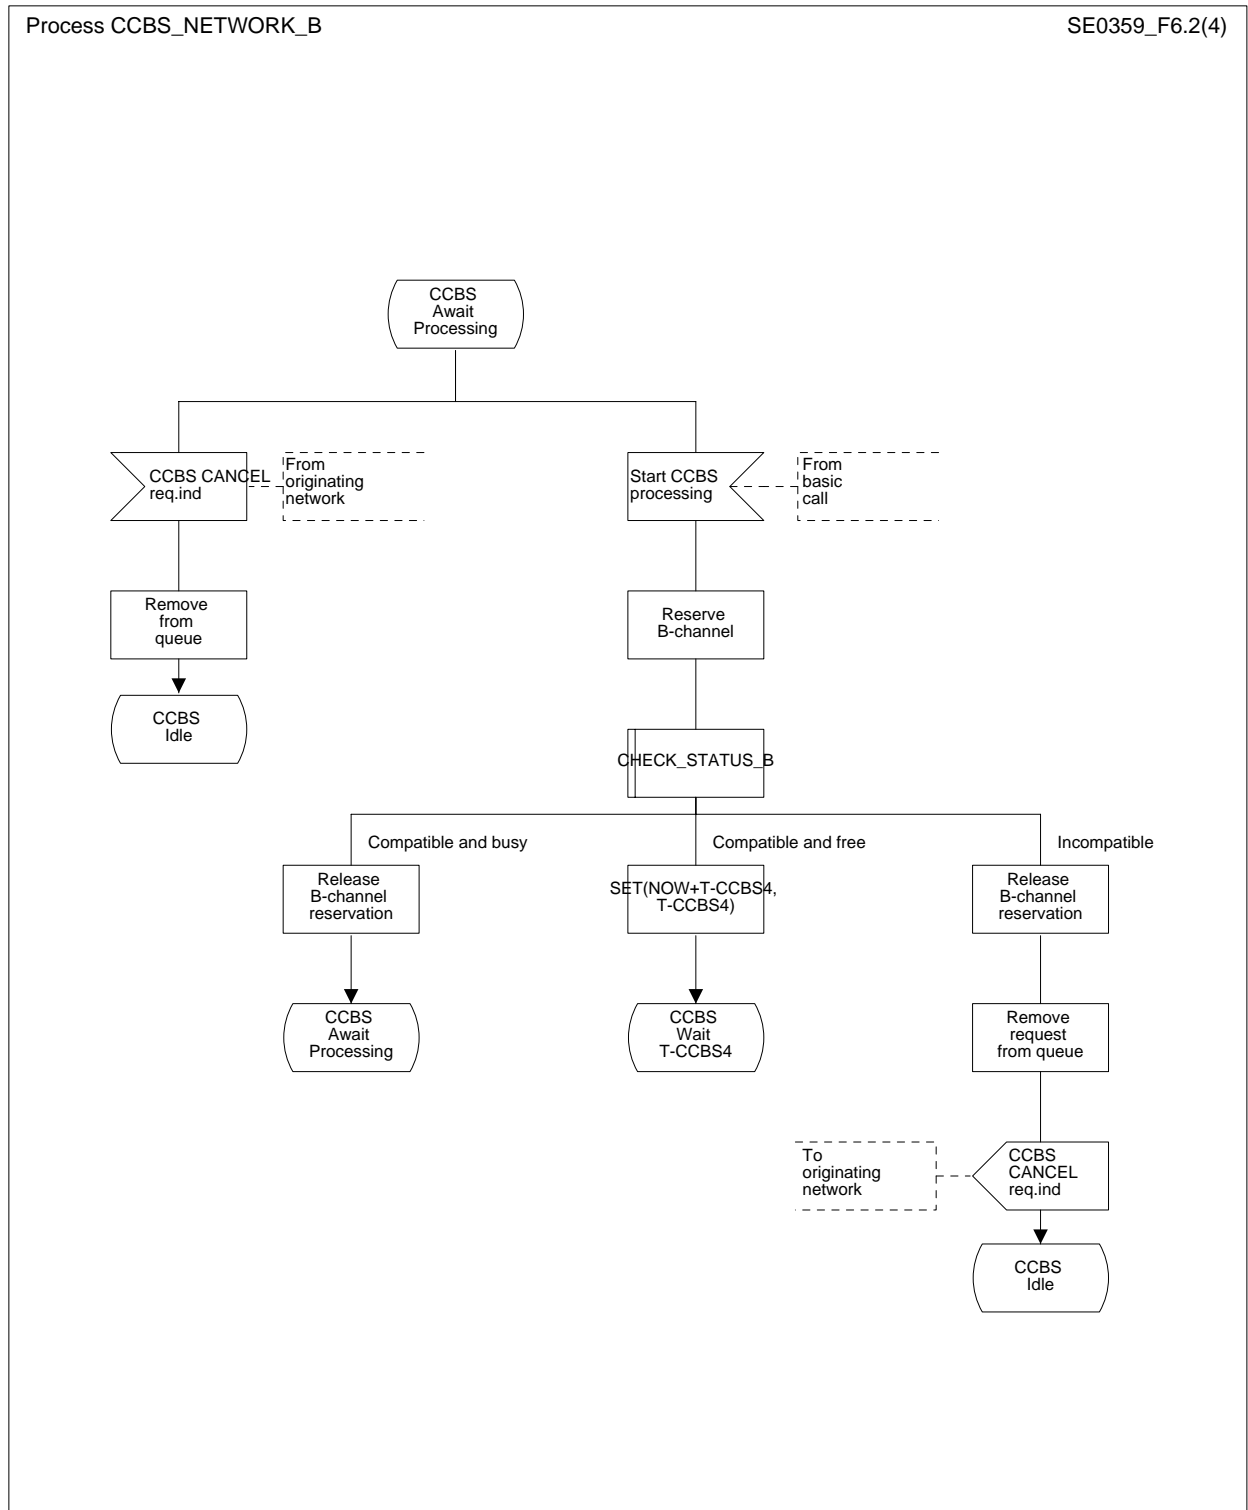 Process CCBS_NETWORK_B
SE0359_F6.2(4)
CCBS
Await
Processing
CCBS CANCEL
req.ind
From
originating
network
Start CCBS
processing
From
basic
call
Remove
from
queue
Reserve
B-channel
CCBS
Idle
CHECK_STATUS_B
Compatible and busy
Compatible and free
Incompatible
Release
B-channel
reservation
SET(NOW+T-CCBS4,
T-CCBS4)
Release
B-channel
reservation
CCBS
Await
Processing
CCBS
Wait
T-CCBS4
Remove
request
from queue
To
originating
network
CCBS
CANCEL
req.ind
CCBS
Idle